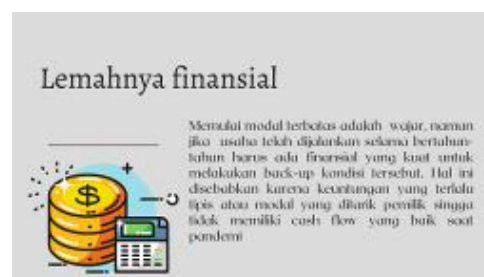 Lemahnya finansial
Memulai modal terbatas adalah wajar, namun
jika usaha telah dijalankan selama bertahun-
tahun harus ada finansial yang kuat untuk
melakukan back-up kondisi tersebut. Hal ini
disebabkan karena keuntungan yang terlalu
tipis atau modal yang ditarik pemilik singga
tidak memiliki cash flow yang baik saat
pandemi